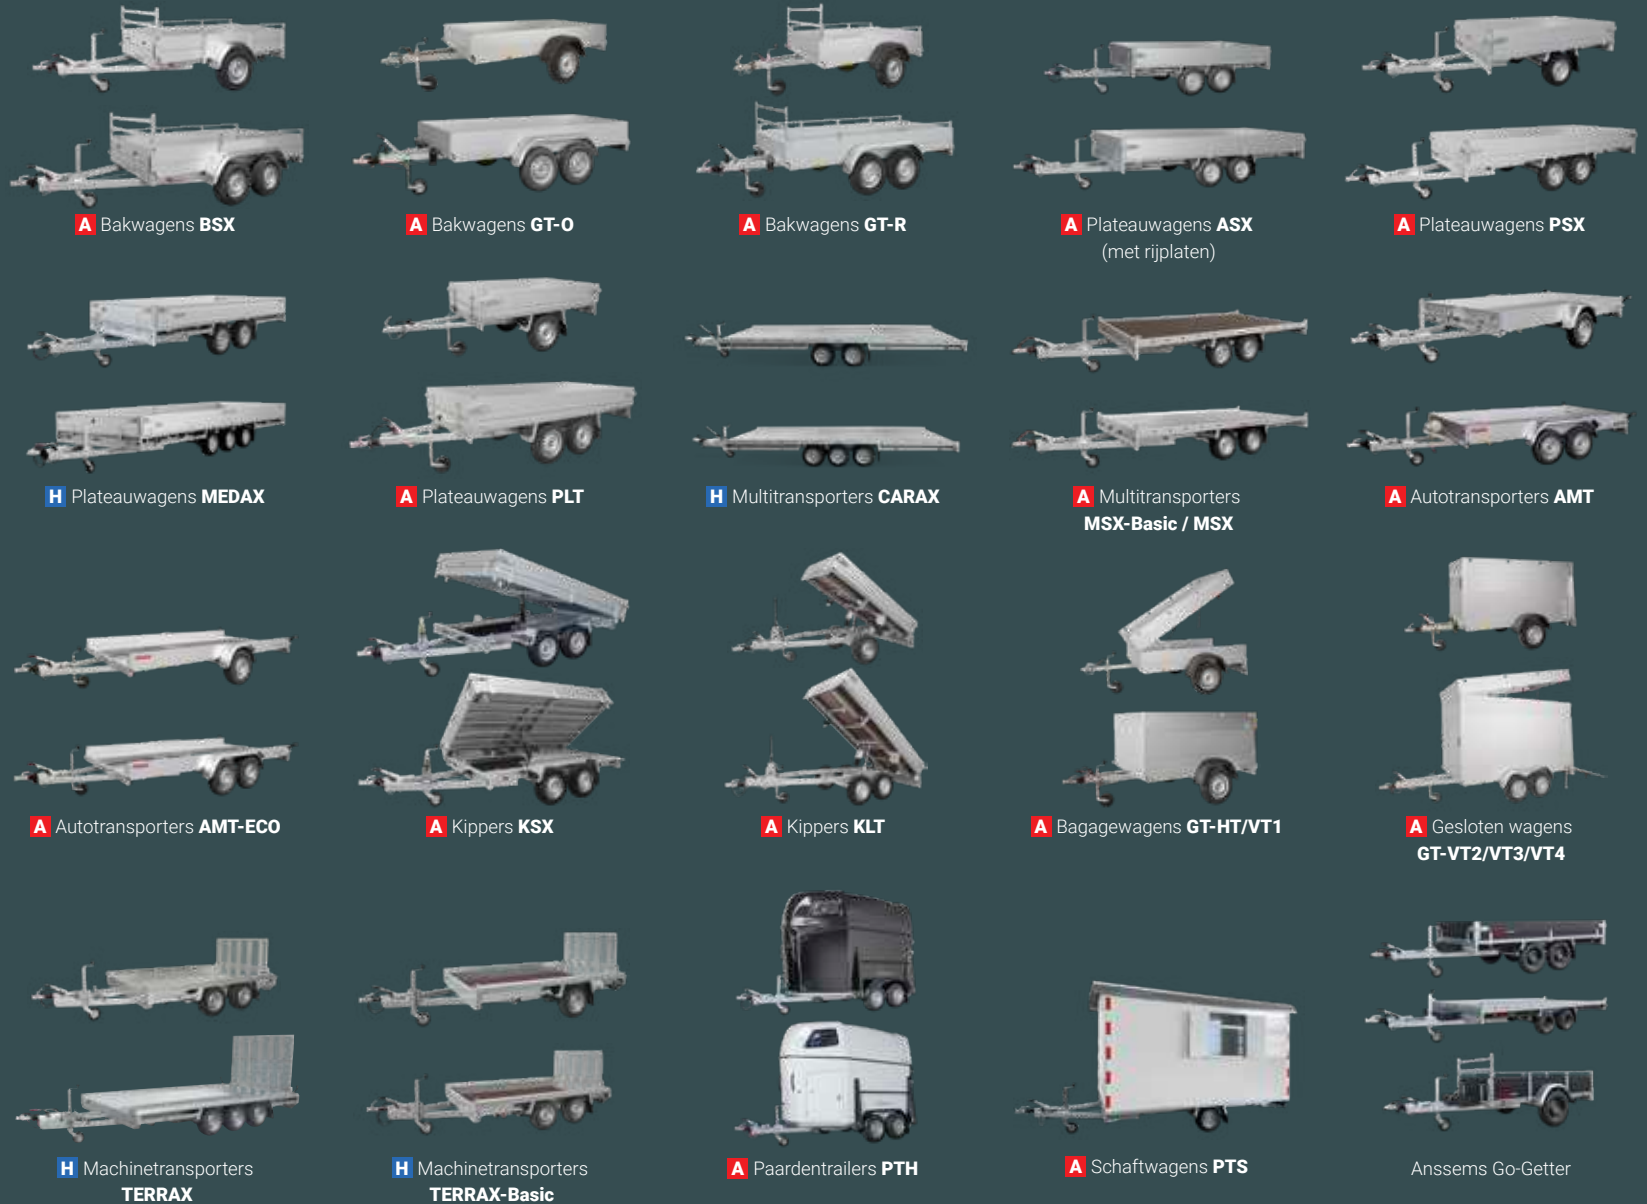 A Bakwagens BSX
A Bakwagens GT-O
A Bakwagens GT-R
A Plateauwagens ASX
(met rijplaten)
A Plateauwagens PSX
H Plateauwagens MEDAX
A Plateauwagens PLT
H Multitransporters CARAX
A Multitransporters
MSX-Basic / MSX
A Autotransporters AMT
A Autotransporters AMT-ECO
A Kippers KSX
A Kippers KLT
A Bagagewagens GT-HT/VT1
A Gesloten wagens
GT-VT2/VT3/VT4
H Machinetransporters
TERRAX
H Machinetransporters
TERRAX-Basic
A Paardentrailers PTH
A Schaftwagens PTS
Anssems Go-Getter